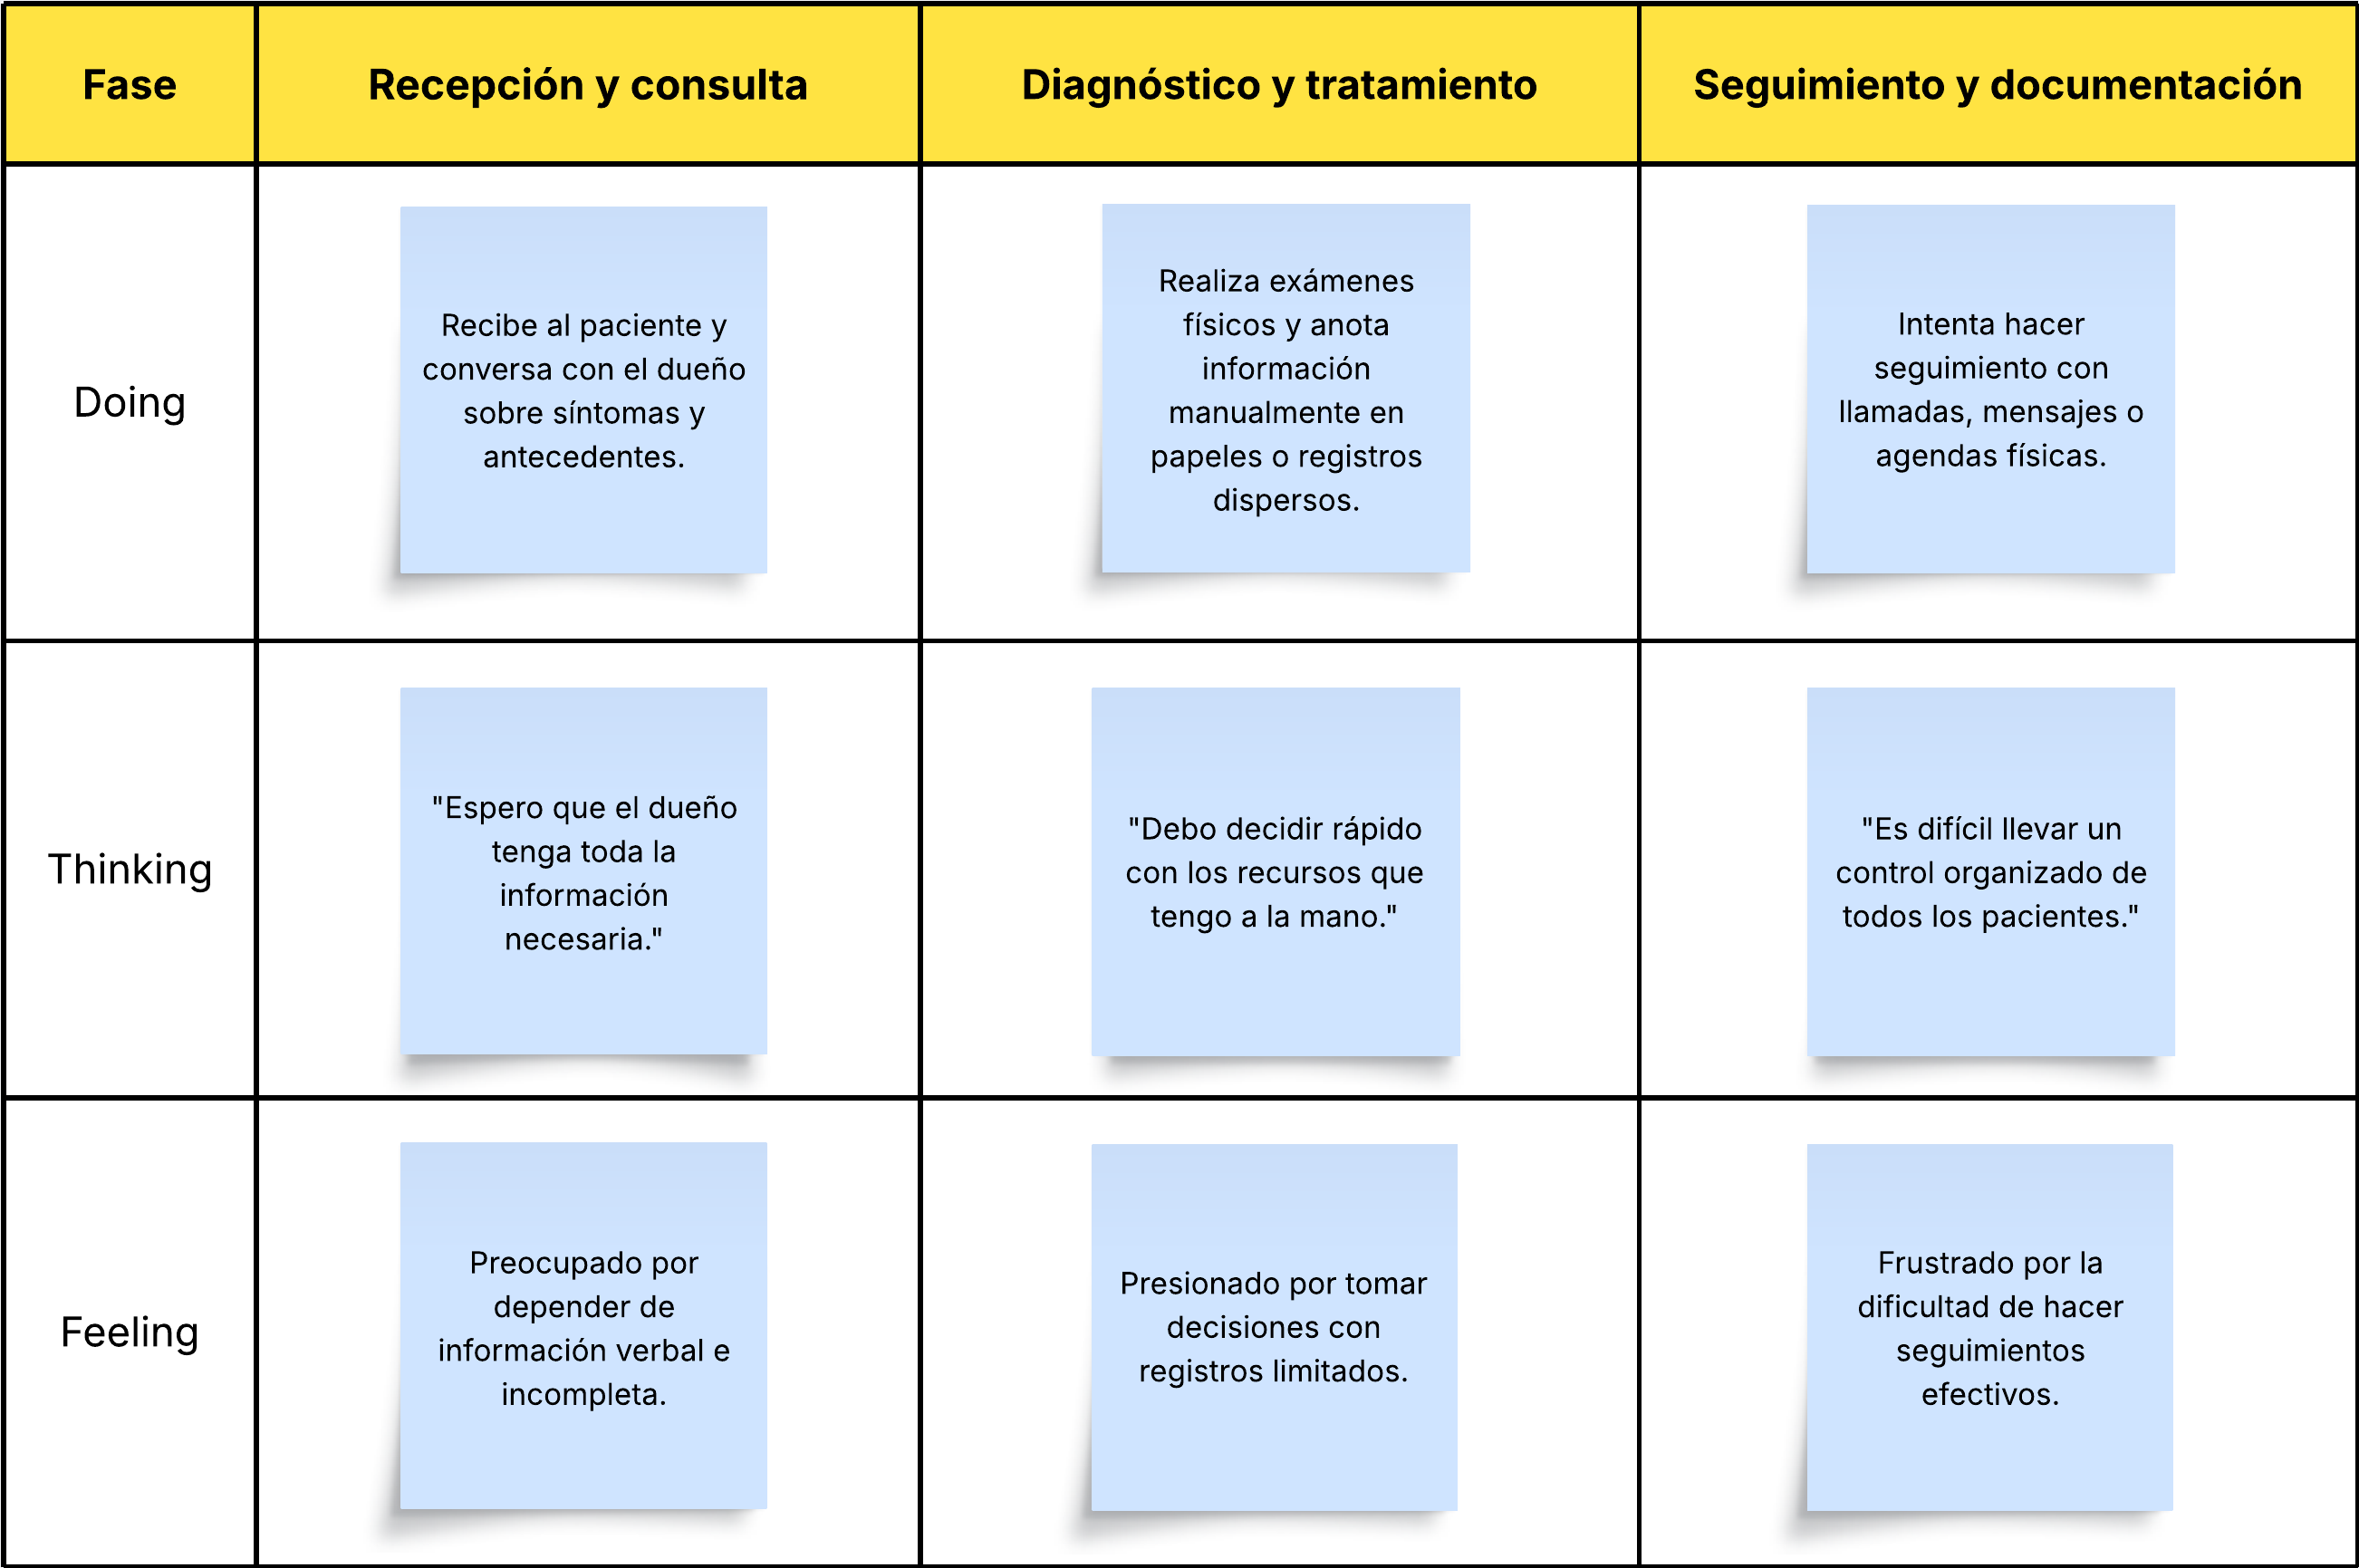 Fase
Recepción y consulta
Diagnóstico y tratamiento
Seguimiento y documentación
Doing
Recibe al paciente y
conversa con el dueño
sobre síntomas y
antecedentes.
Realiza exámenes
físicos y anota
información
manualmente en
papeles o registros
dispersos.
Intenta hacer
seguimiento con
llamadas, mensajes o
agendas físicas.
Thinking
"Espero que el dueño
tenga toda la
información
necesaria."
"Debo decidir rápido
con los recursos que
tengo a la mano."
"Es difícil llevar un
control organizado de
todos los pacientes."
Feeling
Preocupado por
depender de
información verbal e
incompleta.
Presionado por tomar
decisiones con
registros limitados.
Frustrado por la
dificultad de hacer
seguimientos
efectivos.